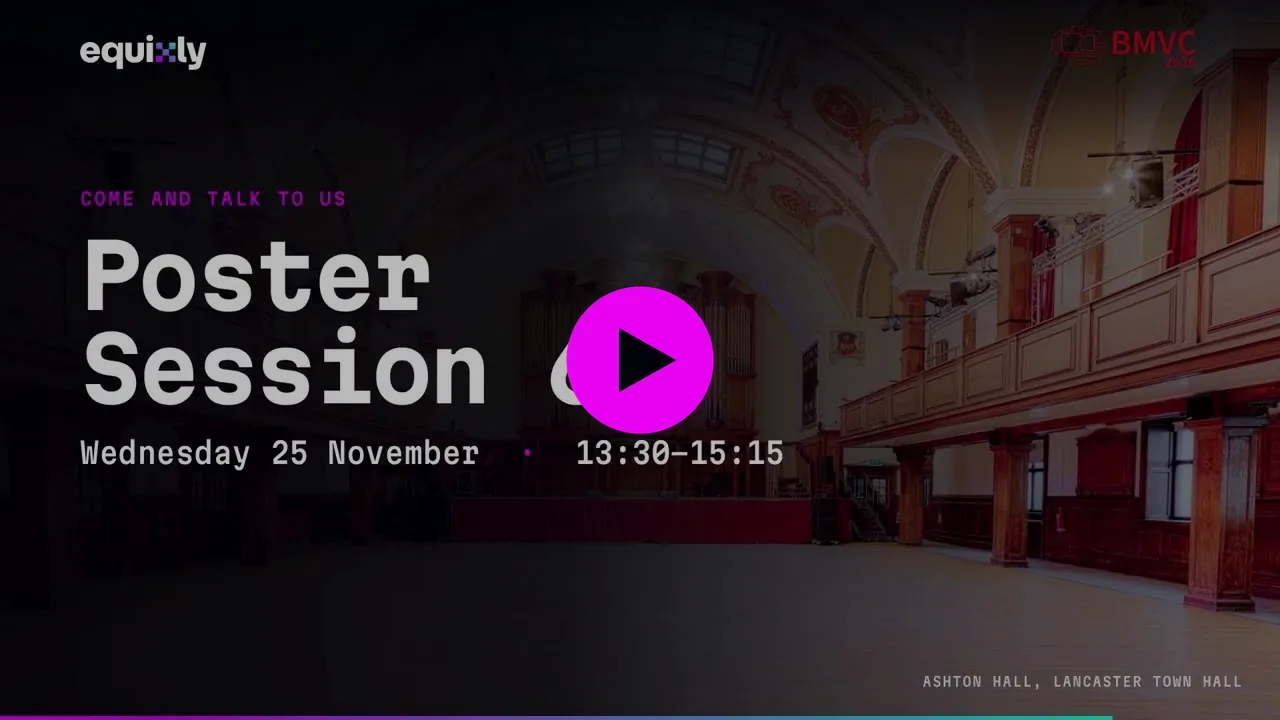 equixly
BMVC
2026
COME AND TALK TO US
Poster
Session
Wednesday 25 November • 13:30–15:15
ASHTON HALL, LANCASTER TOWN HALL